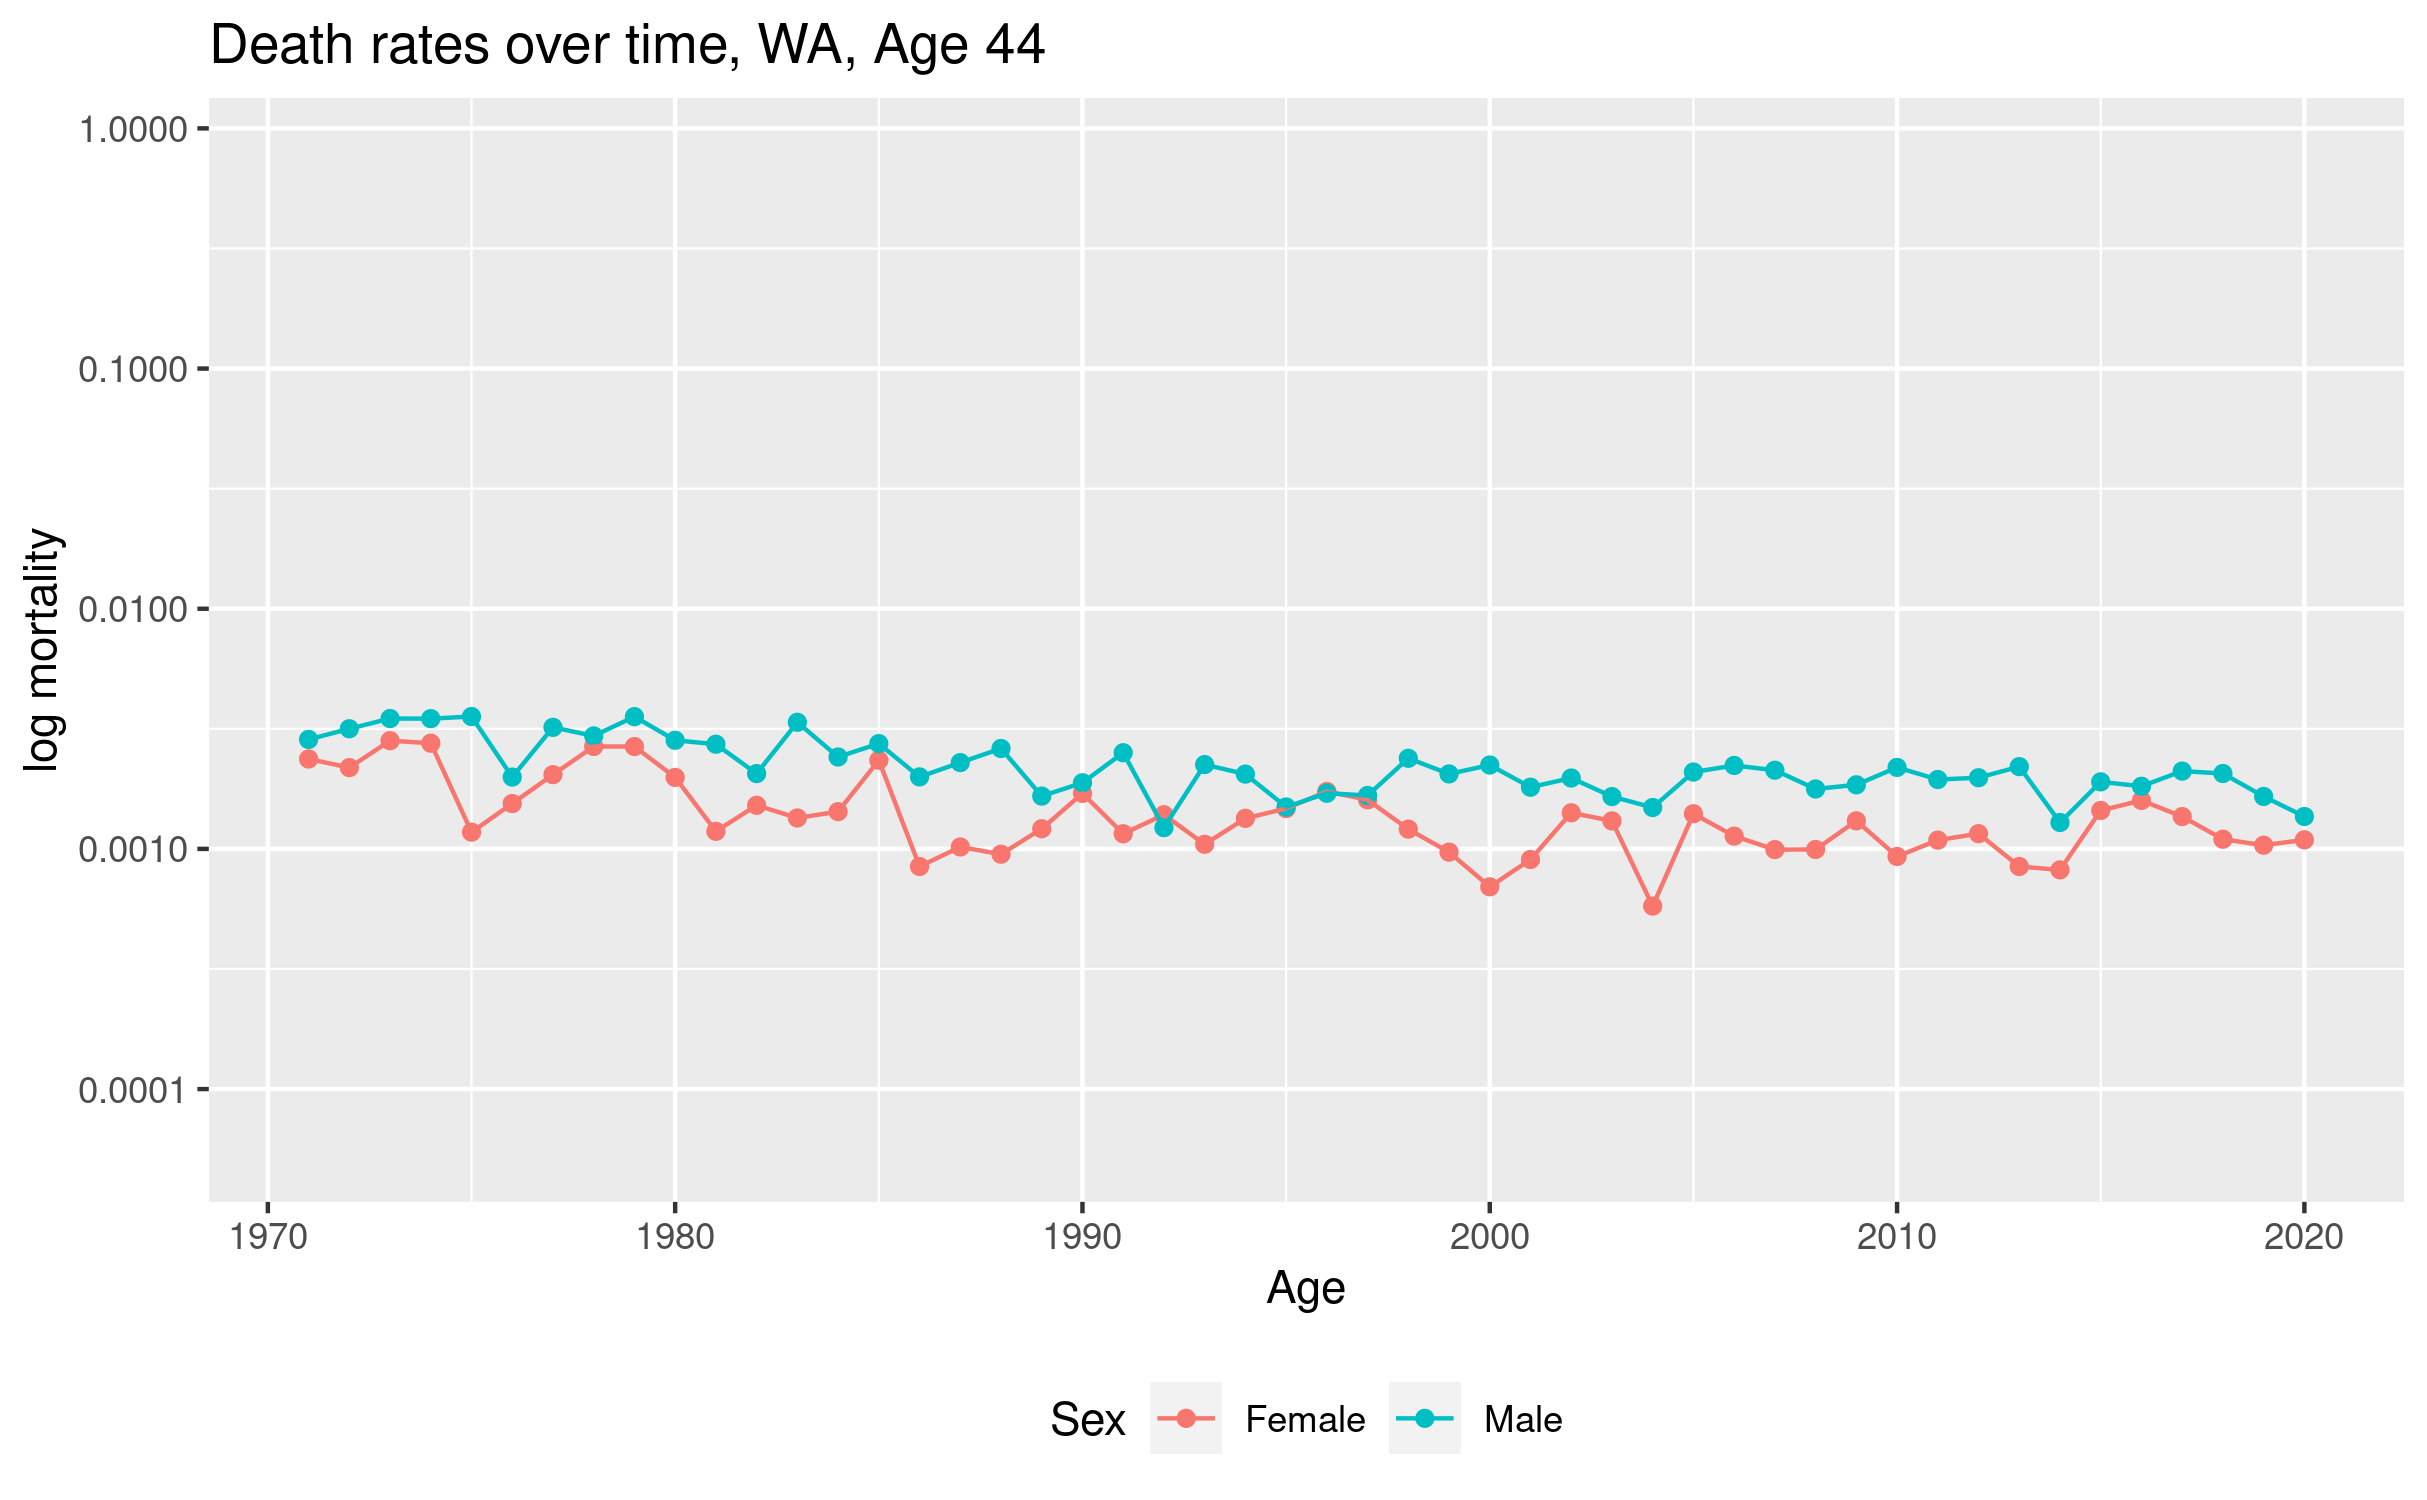 Death rates over time, WA, Age 44
1.0000
0.1000
0.0100
0.0010
0.0001
log mortality
1970 1980 1990 2000 2010 2020
Age
Sex Female Male